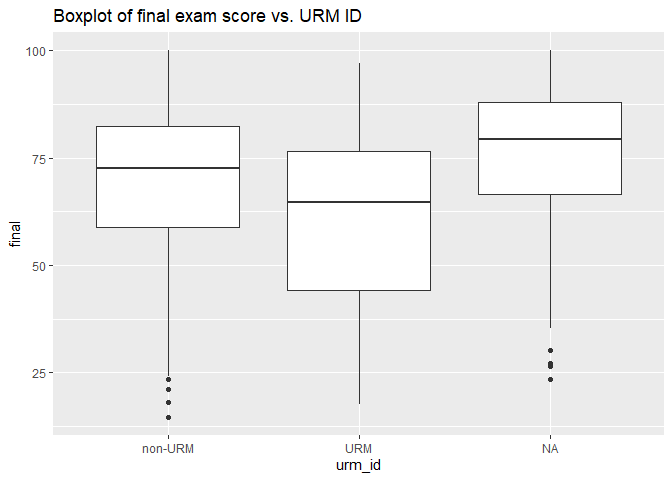 Boxplot of final exam score vs. URM ID
100
75
50
25
final
non-URM
URM
NA
urm_id